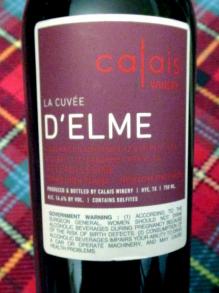 calais
WINERY
LA CUVÉE
D'ELME
PRODUCED & BOTTLED BY CALAIS WINERY | HYE, TX | 750 ML
ALC. 14.4% BY VOL. | CONTAINS SULFITES
GOVERNMENT WARNING: (1) ACCORDING TO THE
SURGEON GENERAL, WOMEN SHOULD NOT DRINK
ALCOHOLIC BEVERAGES DURING PREGNANCY BECAUSE
OF THE RISK OF BIRTH DEFECTS. (2) CONSUMPTION OF
ALCOHOLIC BEVERAGES IMPAIRS YOUR ABILITY TO DRIVE
A CAR OR OPERATE MACHINERY, AND MAY CAUSE
HEALTH PROBLEMS.